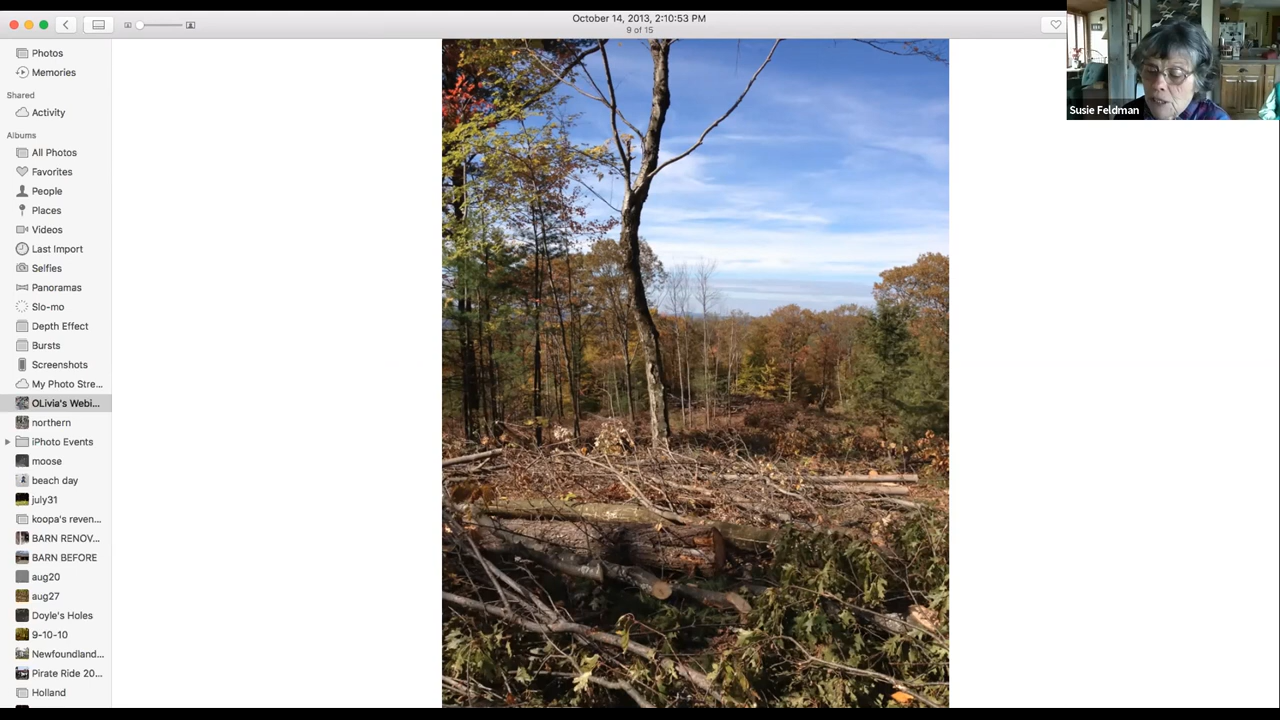 October 14, 2013, 2:10:53 PM
9 of 15
Photos
Memories
Shared
Activity
Albums
All Photos
Favorites
People
Places
Videos
Last Import
Selfies
Panoramas
Slo-mo
Depth Effect
Bursts
Screenshots
My Photo Stre...
OLivia's Webi...
northern
iPhoto Events
moose
beach day
july31
koopa's reven...
BARN RENOV...
BARN BEFORE
aug20
aug27
Doyle's Holes
9-10-10
Newfoundland...
Pirate Ride 20...
Holland
Susie Feldman